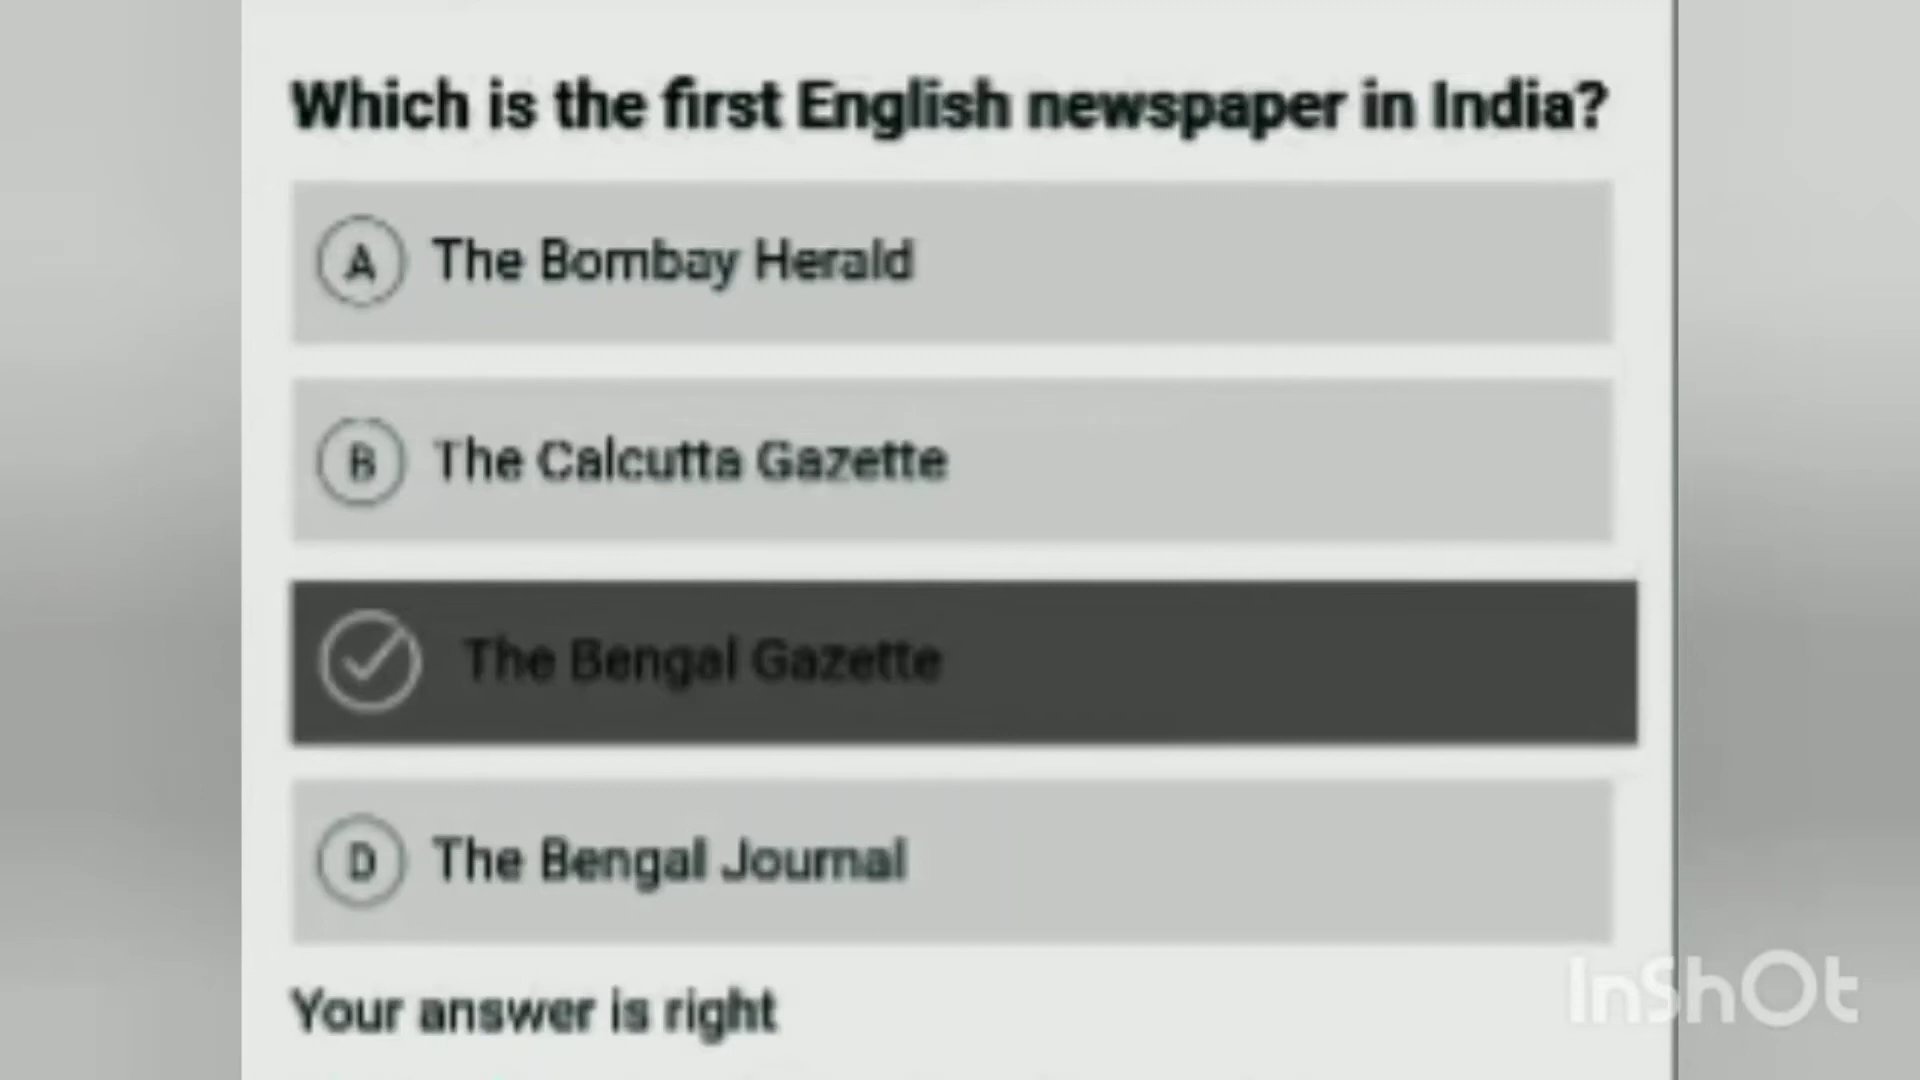 Which is the first English newspaper in India?
A The Bombay Herald
B The Calcutta Gazette
The Bengal Gazette
D The Bengal Journal
Your answer is right
InShOt